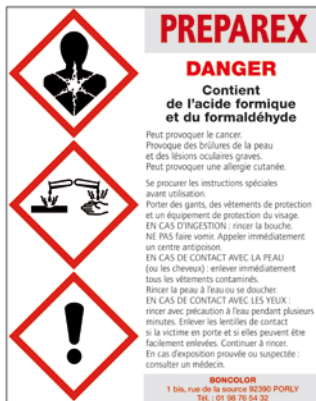 PREPAREX
DANGER
Contient
de l'acide formique
et du formaldéhyde
Peut provoquer le cancer.
Provoque des brûlures de la peau
et des lésions oculaires graves.
Peut provoquer une allergie cutanée.
Se procurer les instructions spéciales
avant utilisation.
Porter des gants, des vêtements de protection
et un équipement de protection du visage.
EN CAS D'INGESTION : rincer la bouche.
NE PAS faire vomir. Appeler immédiatement
un centre antipoison.
EN CAS DE CONTACT AVEC LA PEAU
(ou les cheveux) : enlever immédiatement
tous les vêtements contaminés.
Rincer la peau à l'eau ou se doucher.
EN CAS DE CONTACT AVEC LES YEUX :
rincer avec précaution à l'eau pendant plusieurs
minutes. Enlever les lentilles de contact
si la victime en porte et si elles peuvent être
facilement enlevées. Continuer à rincer.
En cas d'exposition prouvée ou suspectée :
consulter un médecin.
BONCOLOR
1 bis, rue de la source 92390 PORLY
Tél. : 01 98 76 54 32